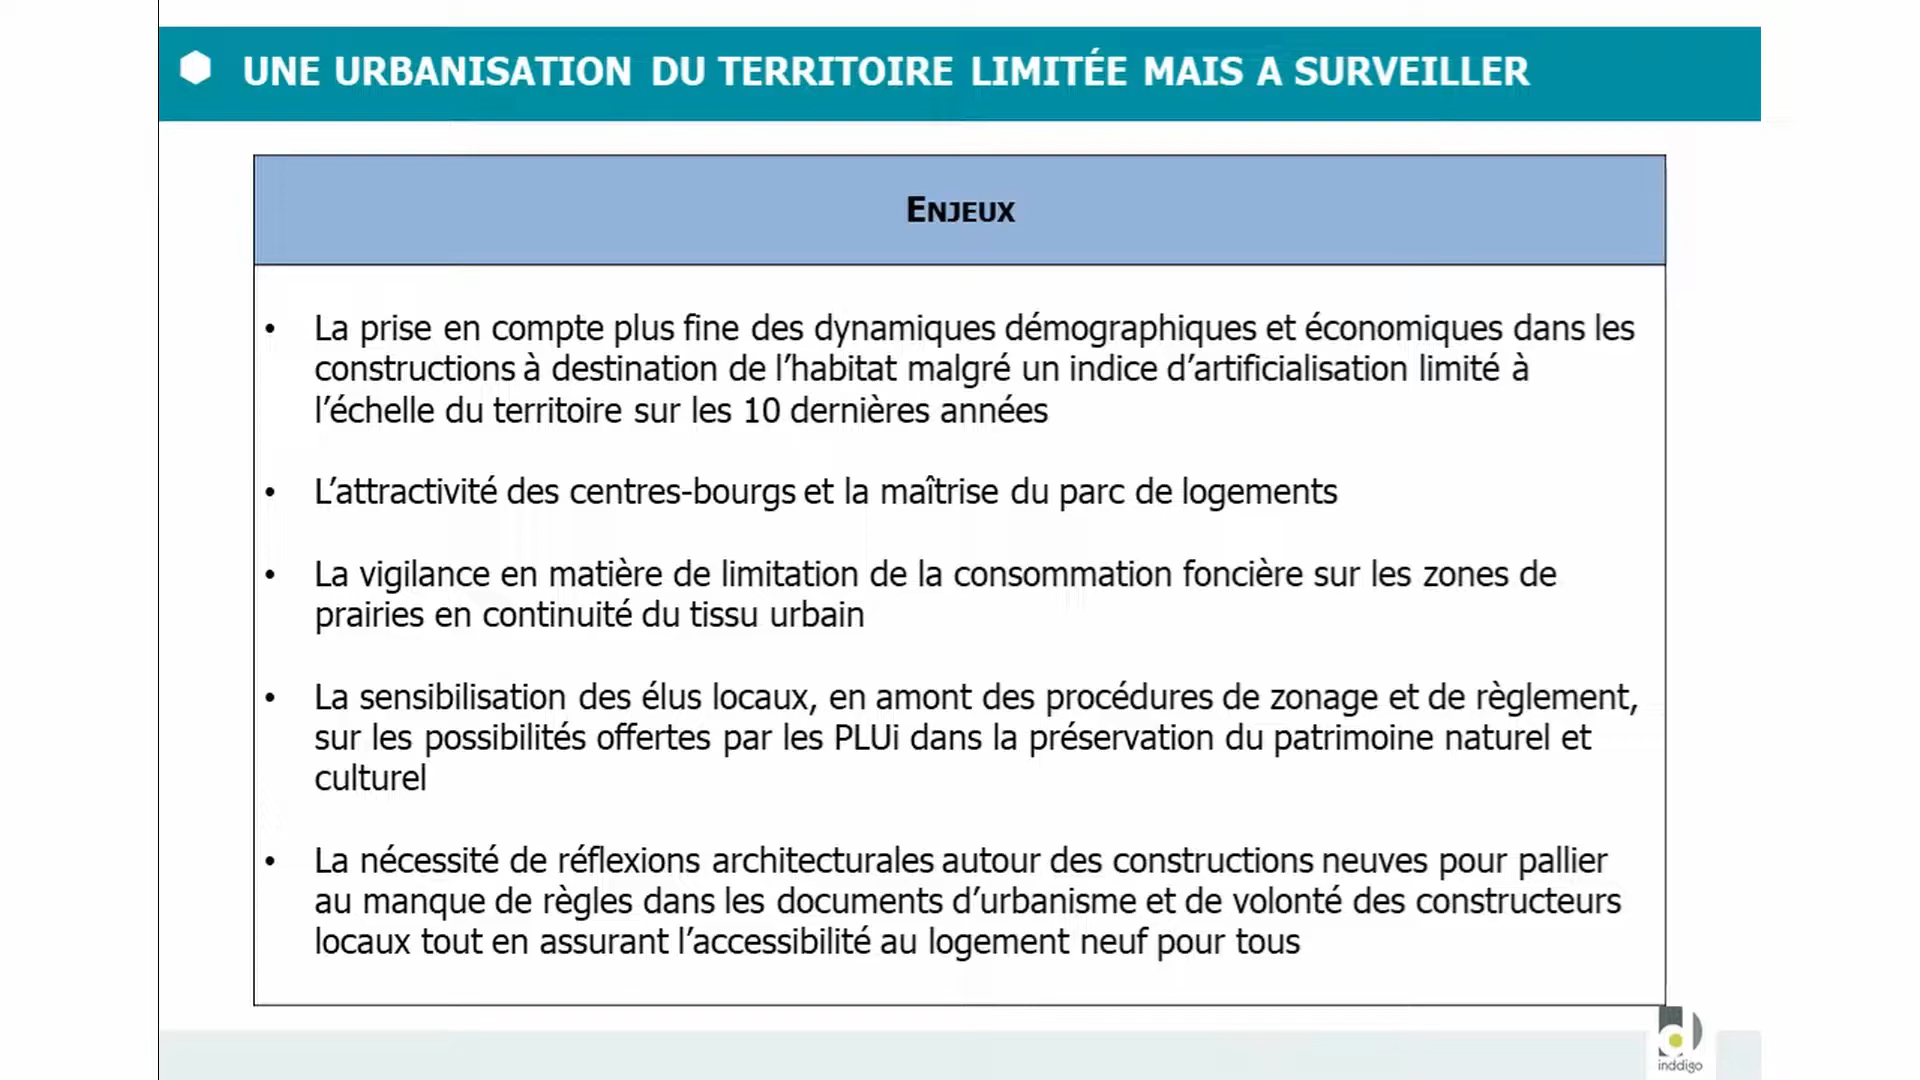 UNE URBANISATION DU TERRITOIRE LIMITÉE MAIS A SURVEILLER
ENJEUX
• La prise en compte plus fine des dynamiques démographiques et économiques dans les
constructions à destination de l’habitat malgré un indice d’artificialisation limité à
l’échelle du territoire sur les 10 dernières années
• L’attractivité des centres-bourgs et la maîtrise du parc de logements
• La vigilance en matière de limitation de la consommation foncière sur les zones de
prairies en continuité du tissu urbain
• La sensibilisation des élus locaux, en amont des procédures de zonage et de règlement,
sur les possibilités offertes par les PLUi dans la préservation du patrimoine naturel et
culturel
• La nécessité de réflexions architecturales autour des constructions neuves pour pallier
au manque de règles dans les documents d’urbanisme et de volonté des constructeurs
locaux tout en assurant l’accessibilité au logement neuf pour tous
inddigo